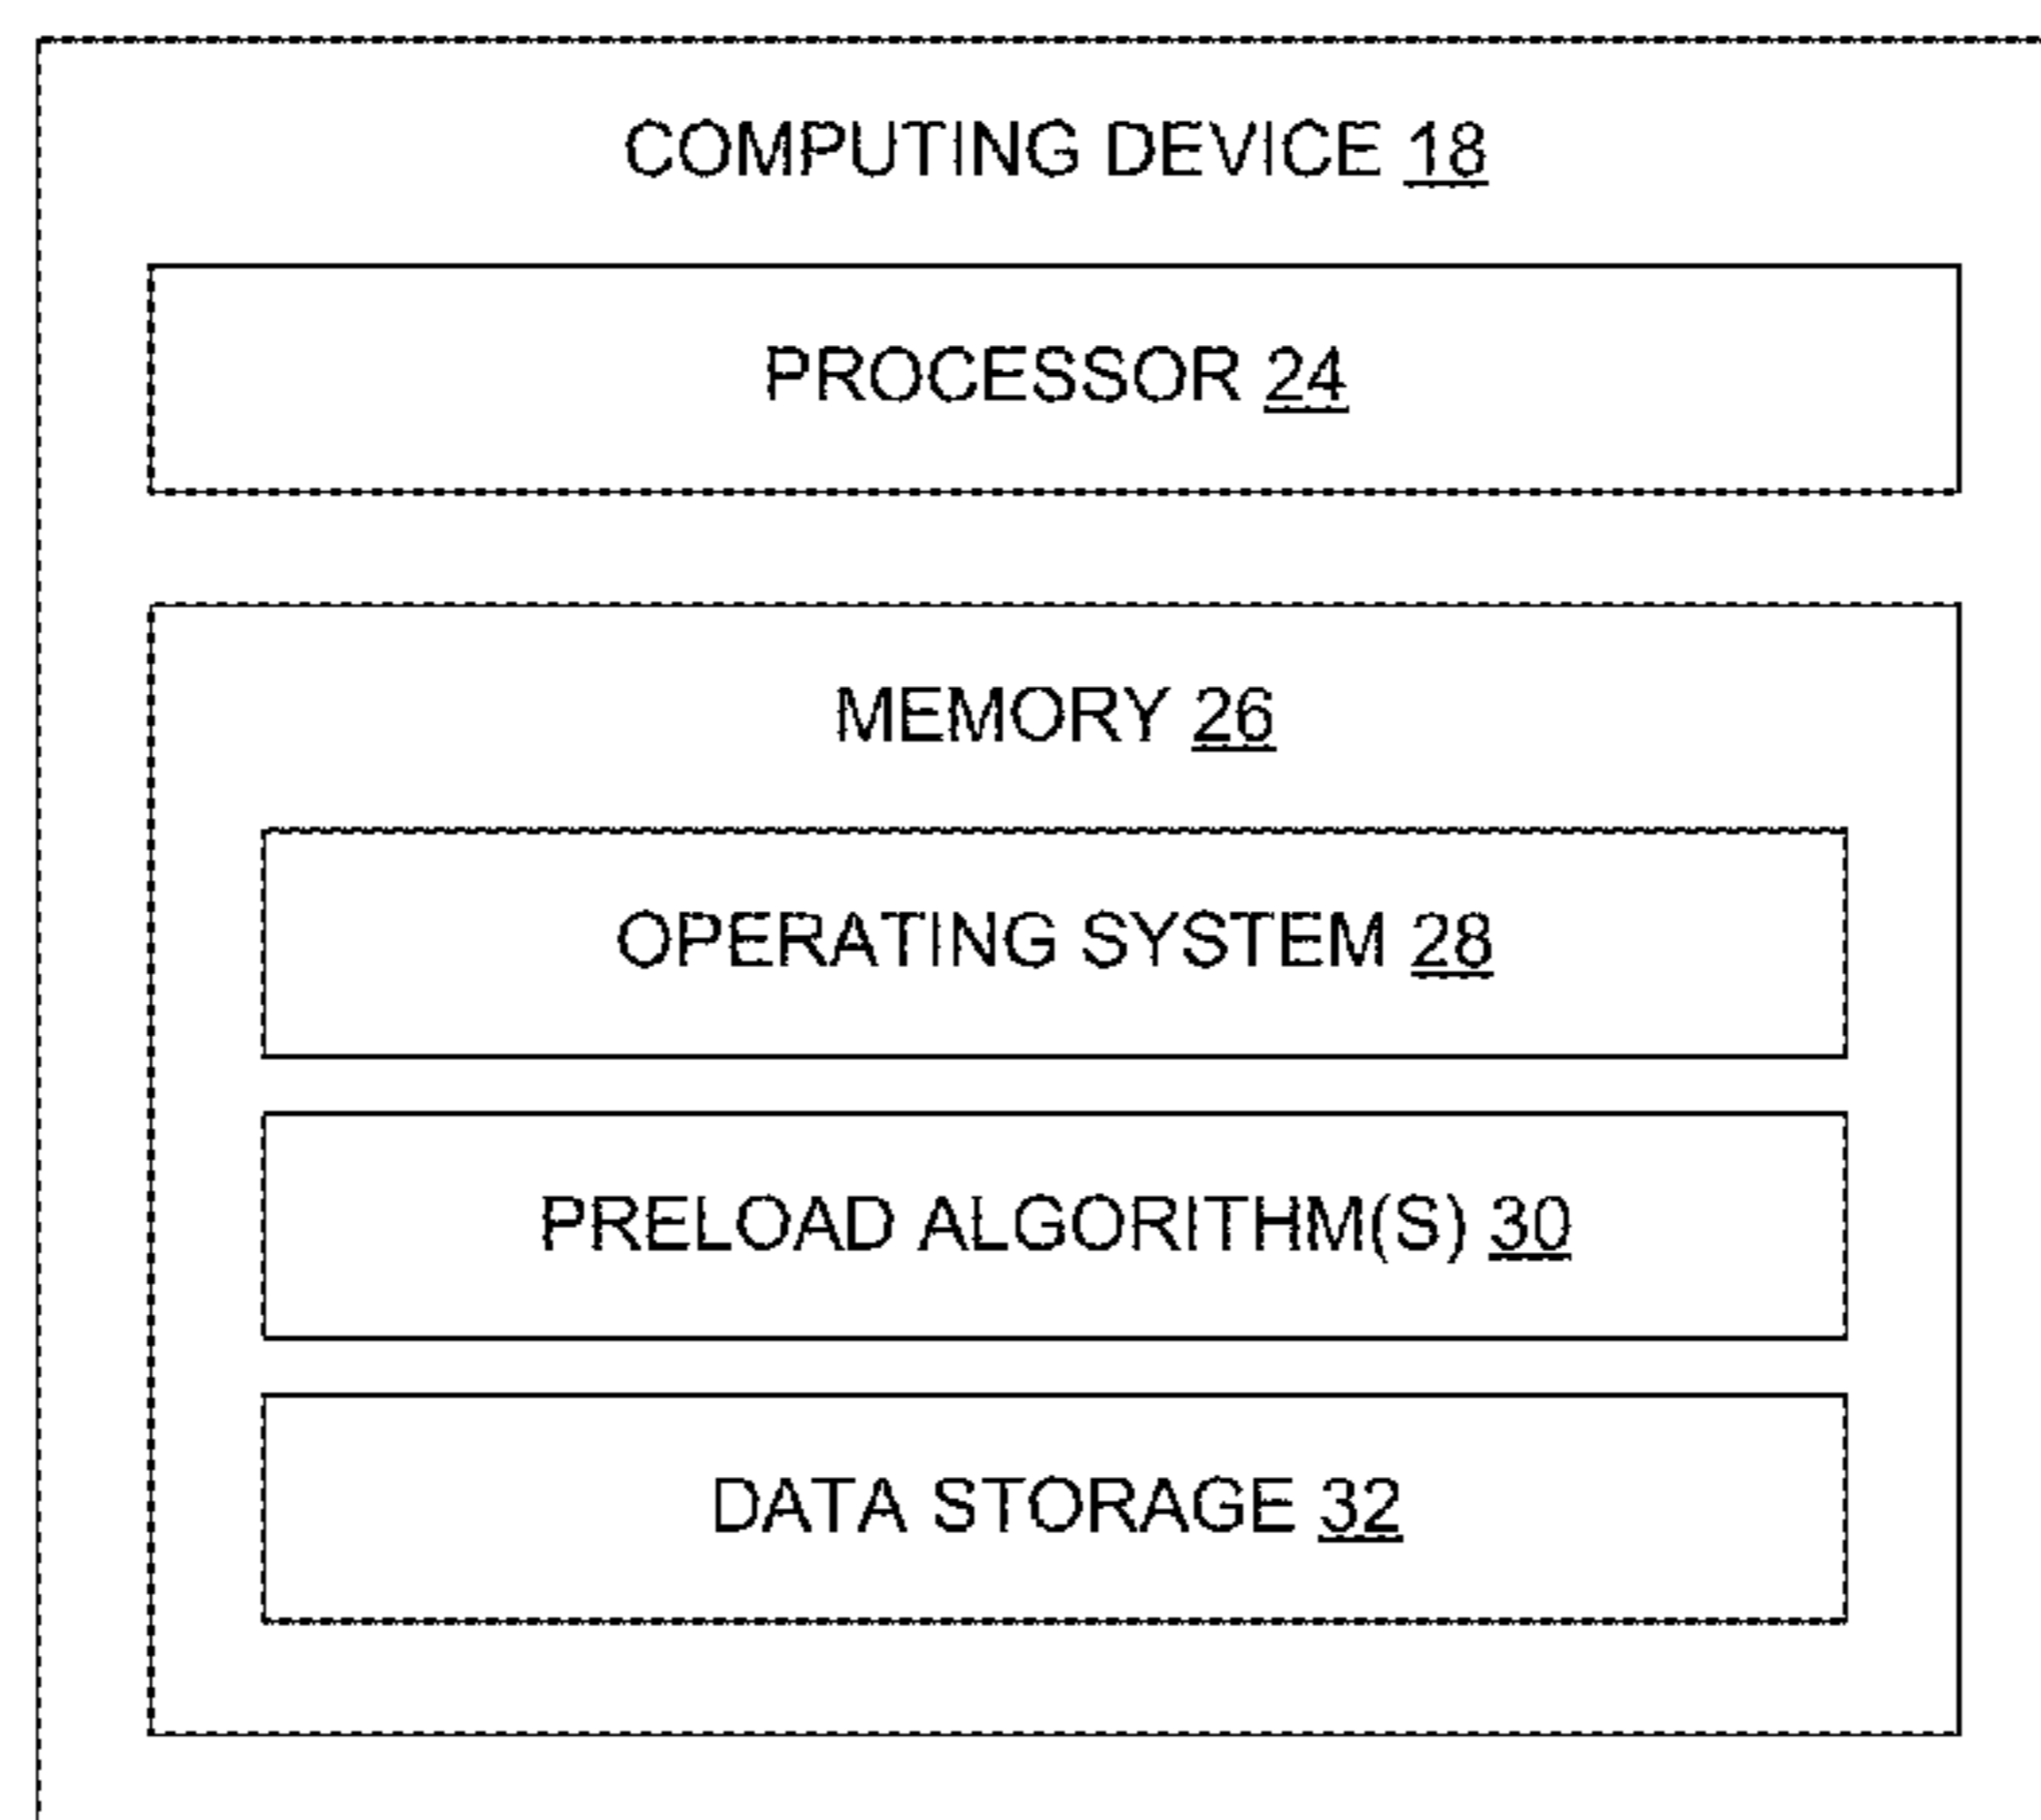 COMPUTING DEVICE 18
PROCESSOR 24
MEMORY 26
OPERATING SYSTEM 28
PRELOAD ALGORITHM(S) 30
DATA STORAGE 32